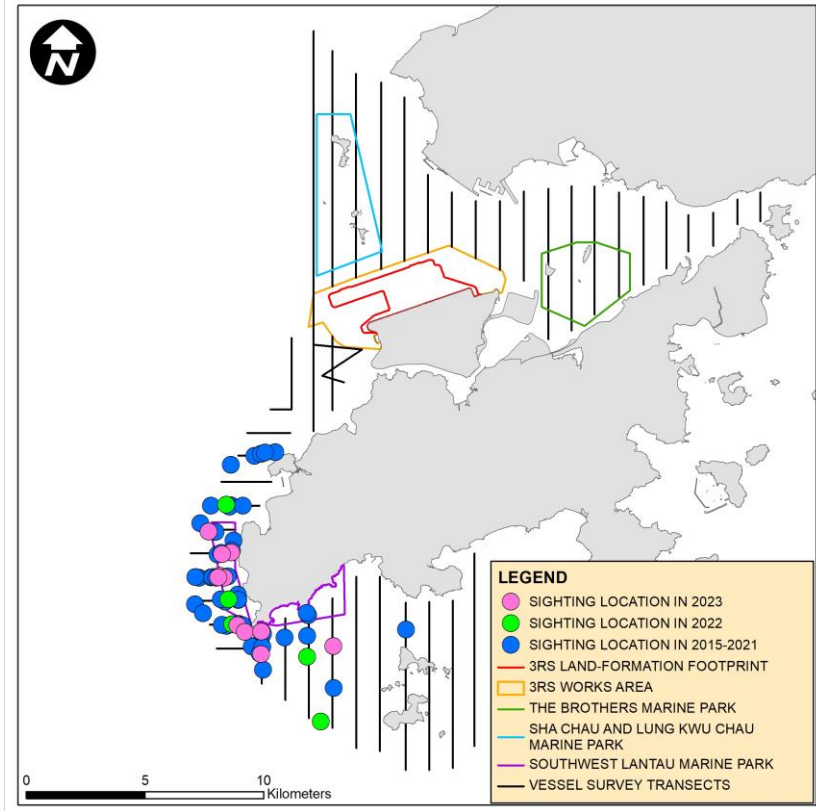 N
LEGEND
SIGHTING LOCATION IN 2023
SIGHTING LOCATION IN 2022
SIGHTING LOCATION IN 2015-2021
3RS LAND-FORMATION FOOTPRINT
3RS WORKS AREA
THE BROTHERS MARINE PARK
SHA CHAU AND LUNG KWU CHAU
MARINE PARK
SOUTHWEST LANTAU MARINE PARK
VESSEL SURVEY TRANSECTS
0 5 10
Kilometers